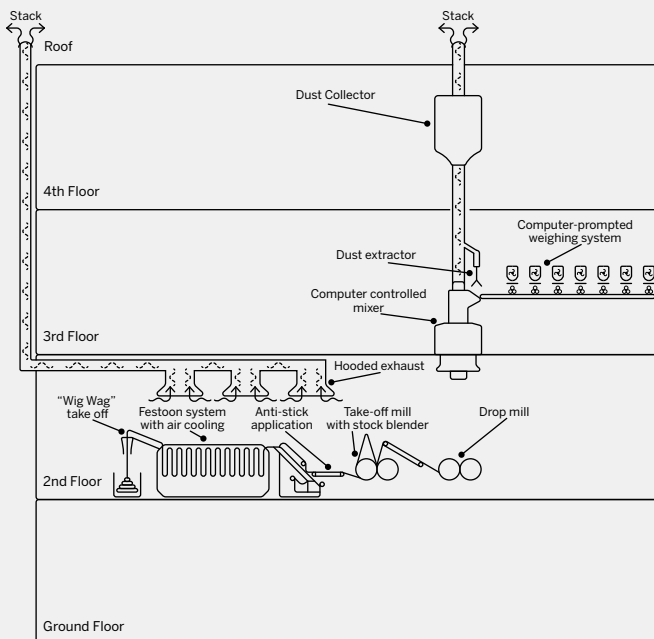 Stack
Stack
Roof
Dust Collector
4th Floor
Computer-prompted
weighing system
Dust extractor
Computer controlled
mixer
3rd Floor
Hooded exhaust
“Wig Wag”
take off
Festoon system
with air cooling
Anti-stick
application
Take-off mill
with stock blender
Drop mill
2nd Floor
Ground Floor